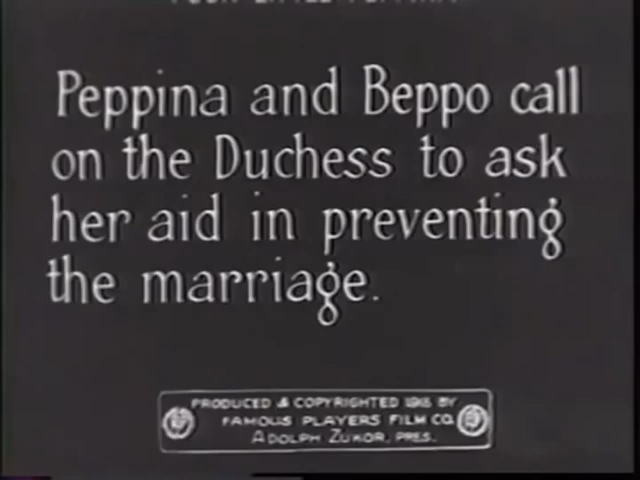 Peppina and Beppo call
on the Duchess to ask
her aid in preventing
the marriage.
PRODUCED & COPYRIGHTED 1916 BY
FAMOUS PLAYERS FILM CO.
ADOLPH ZUKOR, PRES.